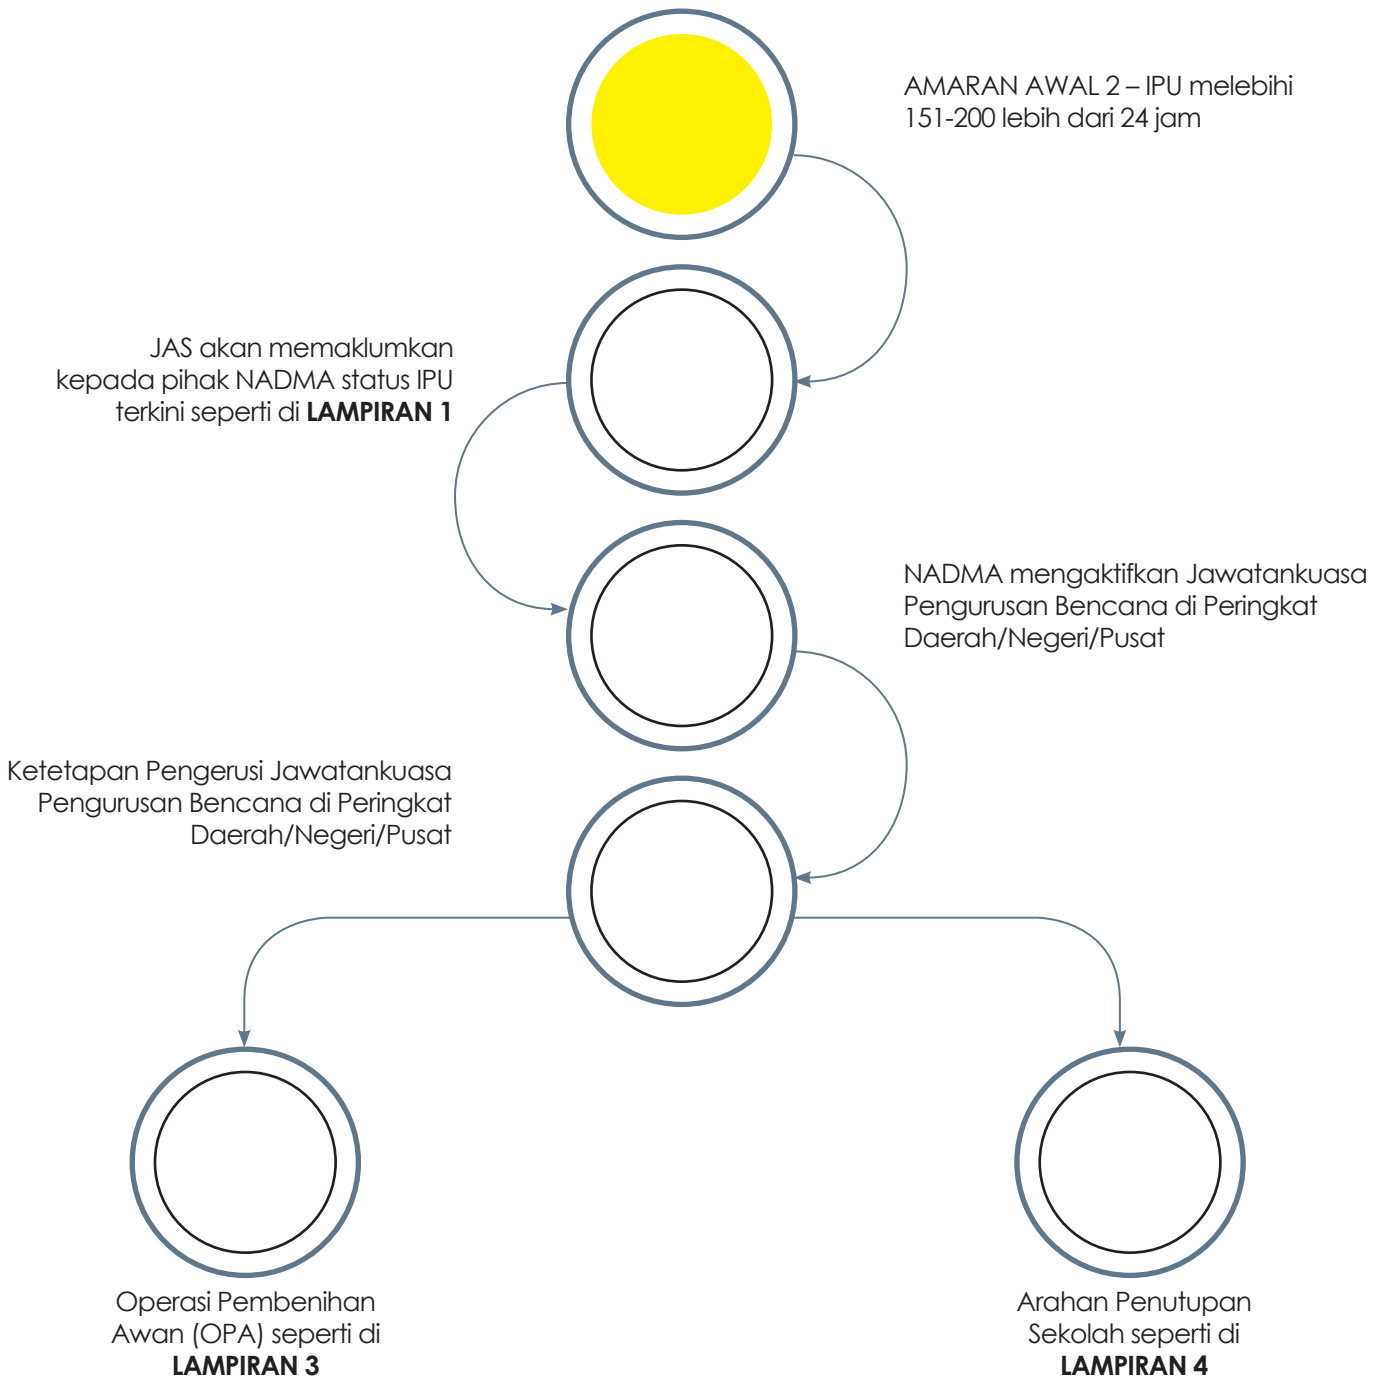 AMARAN AWAL 2 – IPU melebihi
151-200 lebih dari 24 jam
JAS akan memaklumkan
kepada pihak NADMA status IPU
terkini seperti di LAMPIRAN 1
NADMA mengaktifkan Jawatankuasa
Pengurusan Bencana di Peringkat
Daerah/Negeri/Pusat
Ketetapan Pengerusi Jawatankuasa
Pengurusan Bencana di Peringkat
Daerah/Negeri/Pusat
Operasi Pembenihan
Awan (OPA) seperti di
LAMPIRAN 3
Arahan Penutupan
Sekolah seperti di
LAMPIRAN 4